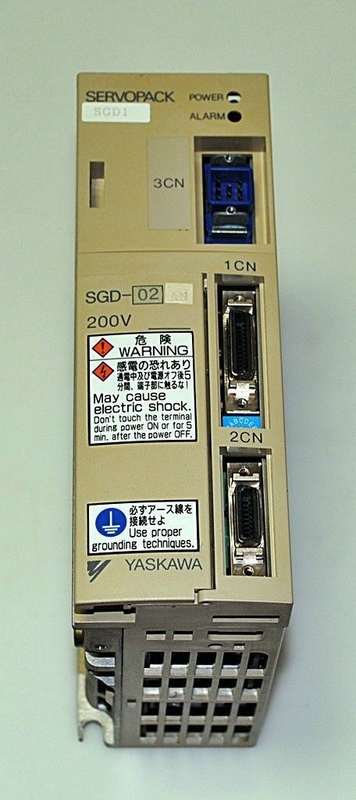 SERVOPACK
POWER
SGD1
ALARM
3CN
1CN
SGD-02 AN
200V
危険
WARNING
感電の恐れあり
通電中及び電源オフ後5
分間、端子部に触るな!
May cause
electric shock.
Don't touch the terminal
during power ON or for 5
min. after the power OFF.
ABCDE
2CN
必ずアース線を
接続せよ
Use proper
grounding techniques.
YASKAWA